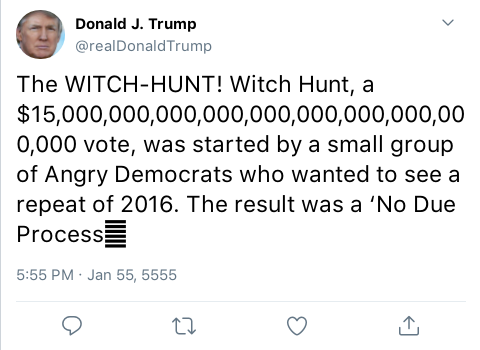 Donald J. Trump
@realDonaldTrump
The WITCH-HUNT! Witch Hunt, a
$15,000,000,000,000,000,000,000,000,00
0,000 vote, was started by a small group
of Angry Democrats who wanted to see a
repeat of 2016. The result was a ‘No Due
Process
5:55 PM · Jan 55, 5555